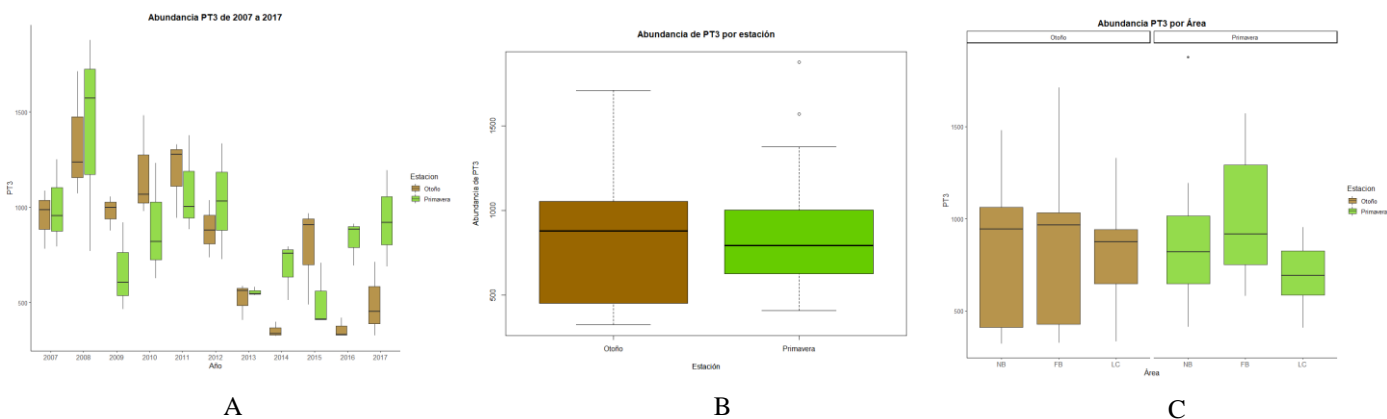 Abundancia PT3 de 2007 a 2017
PT3
1500
1000
500
2007 2008 2009 2010 2011 2012 2013 2014 2015 2016 2017
Año
Estacion
Otoño
Primavera
A
Abundancia de PT3 por estación
Abundancia de PT3
1500
1000
500
Otoño Primavera
Estación
B
Abundancia PT3 por Área
Otoño Primavera
PT3
1500
1000
500
NB FB LC NB FB LC
Área
Estacion
Otoño
Primavera
C